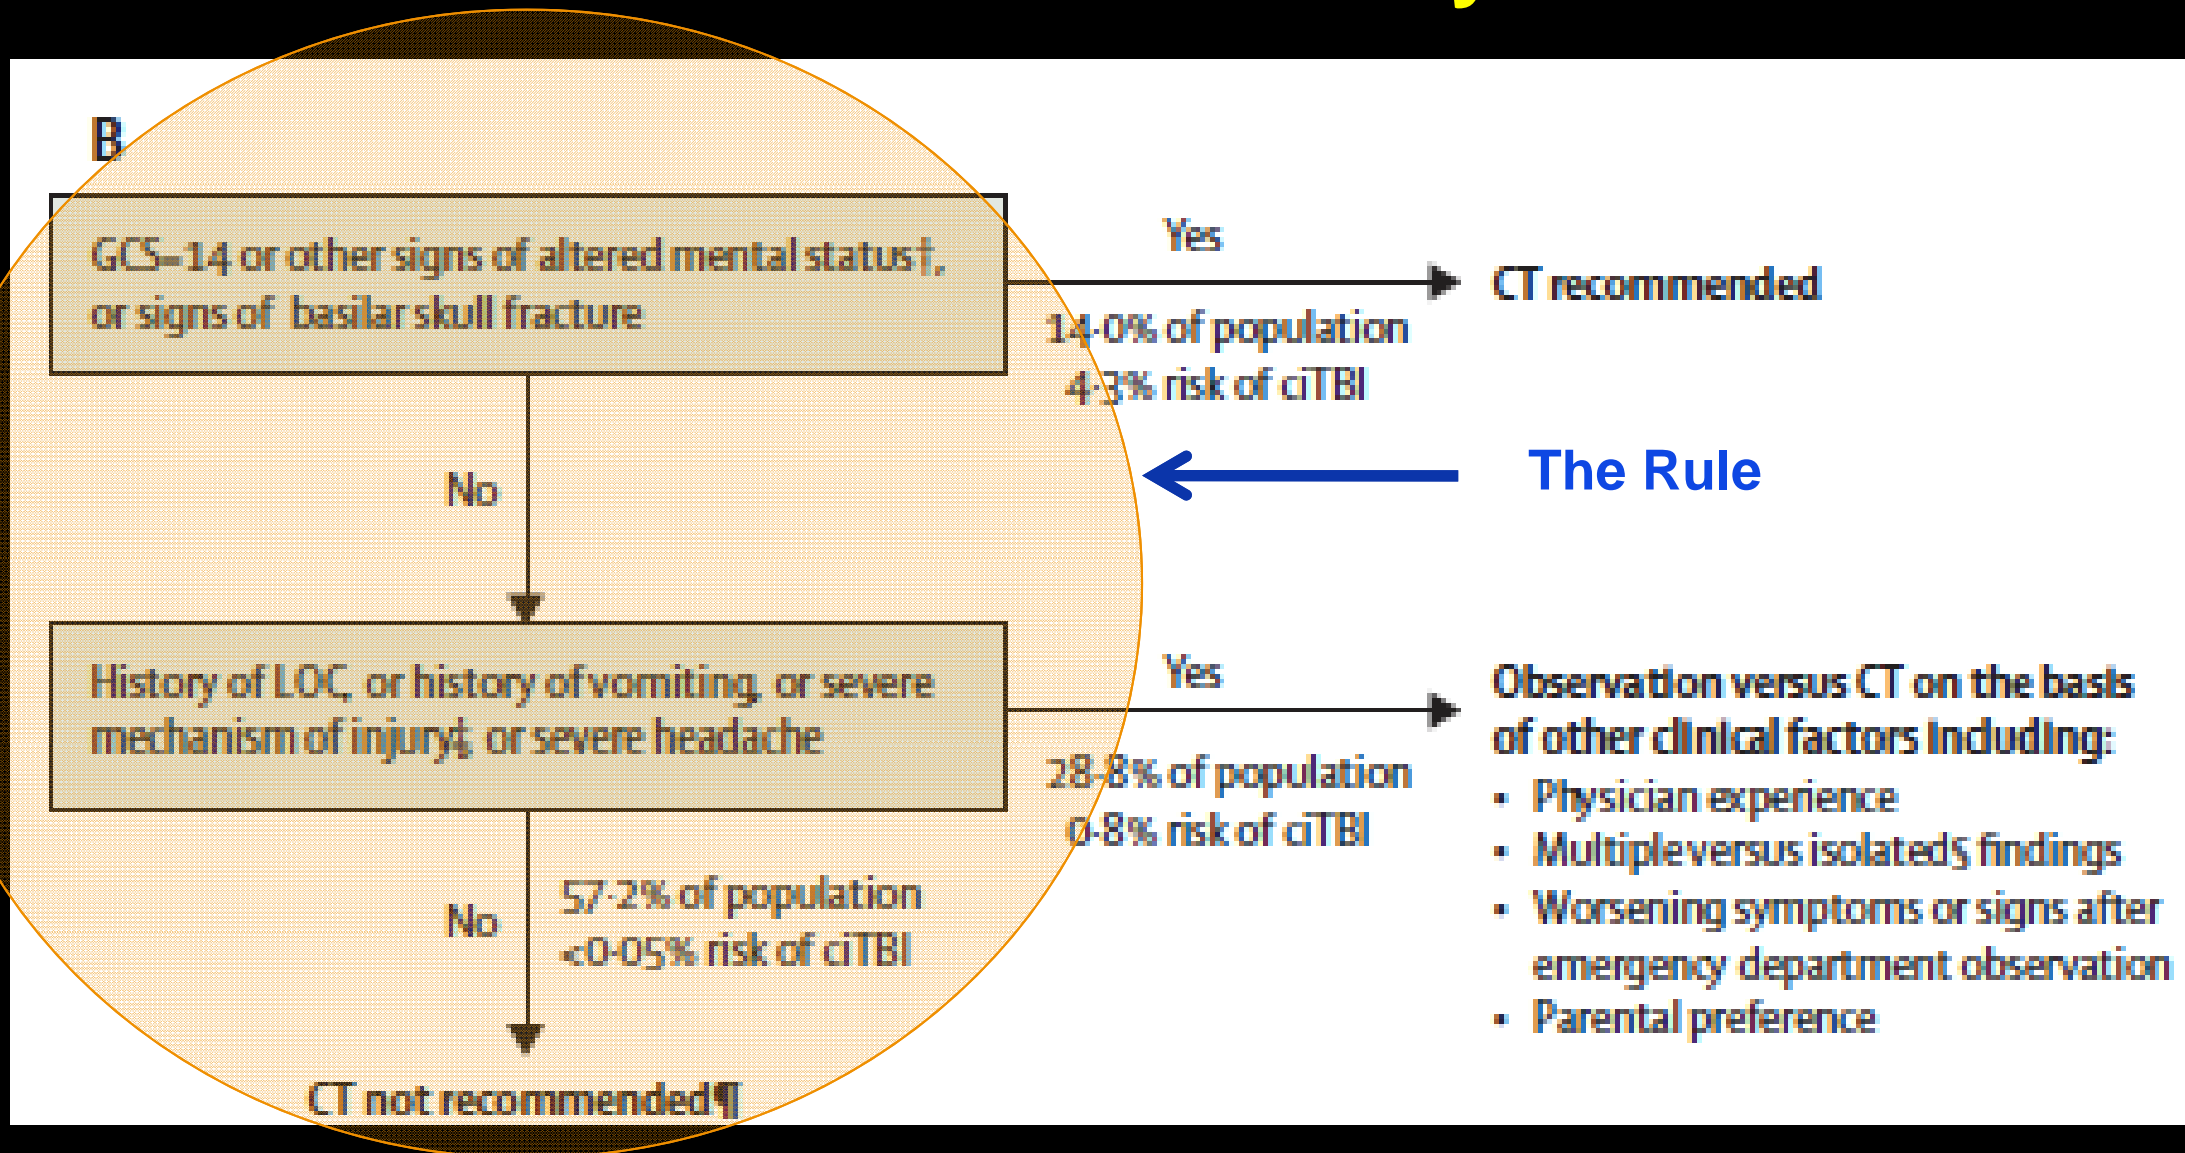 B
GCS=14 or other signs of altered mental status†,
or signs of basilar skull fracture
Yes
CT recommended
14·0% of population
4·3% risk of ciTBI
The Rule
No
History of LOC, or history of vomiting, or severe
mechanism of injury‡, or severe headache
Yes
Observation versus CT on the basis
of other clinical factors including:
• Physician experience
• Multiple versus isolated§ findings
• Worsening symptoms or signs after
emergency department observation
• Parental preference
28·8% of population
0·8% risk of ciTBI
No
57·2% of population
<0·05% risk of ciTBI
CT not recommended¶